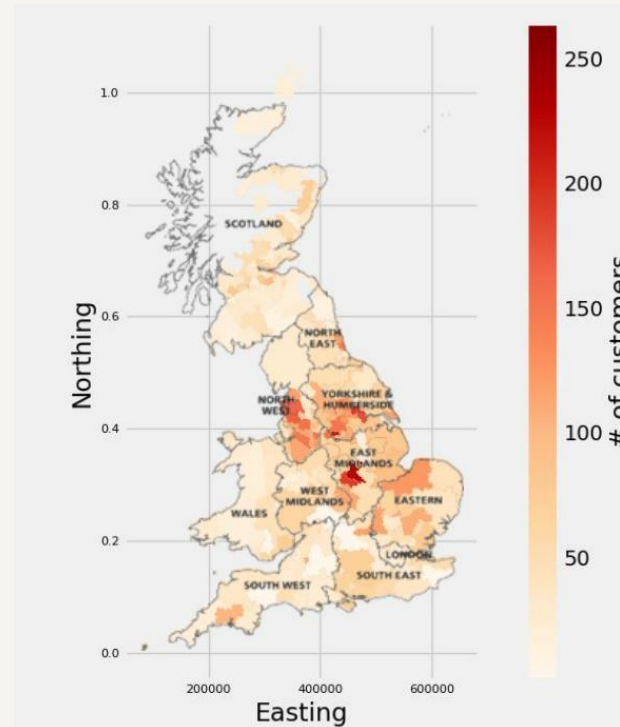 1.0
0.8
0.6
0.4
0.2
0.0
Northing
200000
400000
600000
Easting
SCOTLAND
NORTH
EAST
NORTH
WEST
YORKSHIRE &
HUMBERSIDE
EAST
MIDLANDS
WEST
MIDLANDS
WALES
EASTERN
LONDON
SOUTH EAST
SOUTH WEST
250
200
150
100
50
# of customers